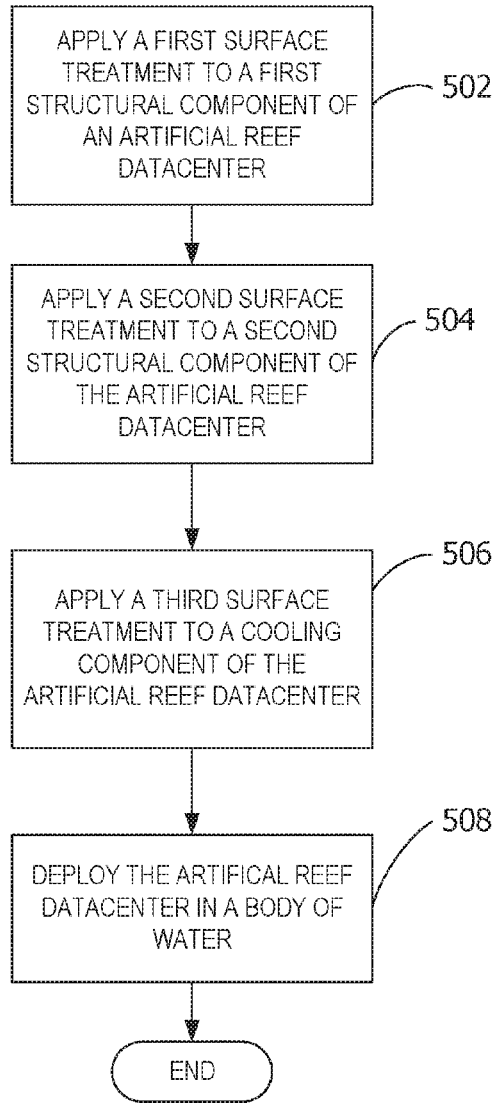 APPLY A FIRST SURFACE
TREATMENT TO A FIRST
STRUCTURAL COMPONENT OF
AN ARTIFICIAL REEF
DATACENTER
502
APPLY A SECOND SURFACE
TREATMENT TO A SECOND
STRUCTURAL COMPONENT OF
THE ARTIFICIAL REEF
DATACENTER
504
APPLY A THIRD SURFACE
TREATMENT TO A COOLING
COMPONENT OF THE
ARTIFICIAL REEF DATACENTER
506
DEPLOY THE ARTIFICAL REEF
DATACENTER IN A BODY OF
WATER
508
END